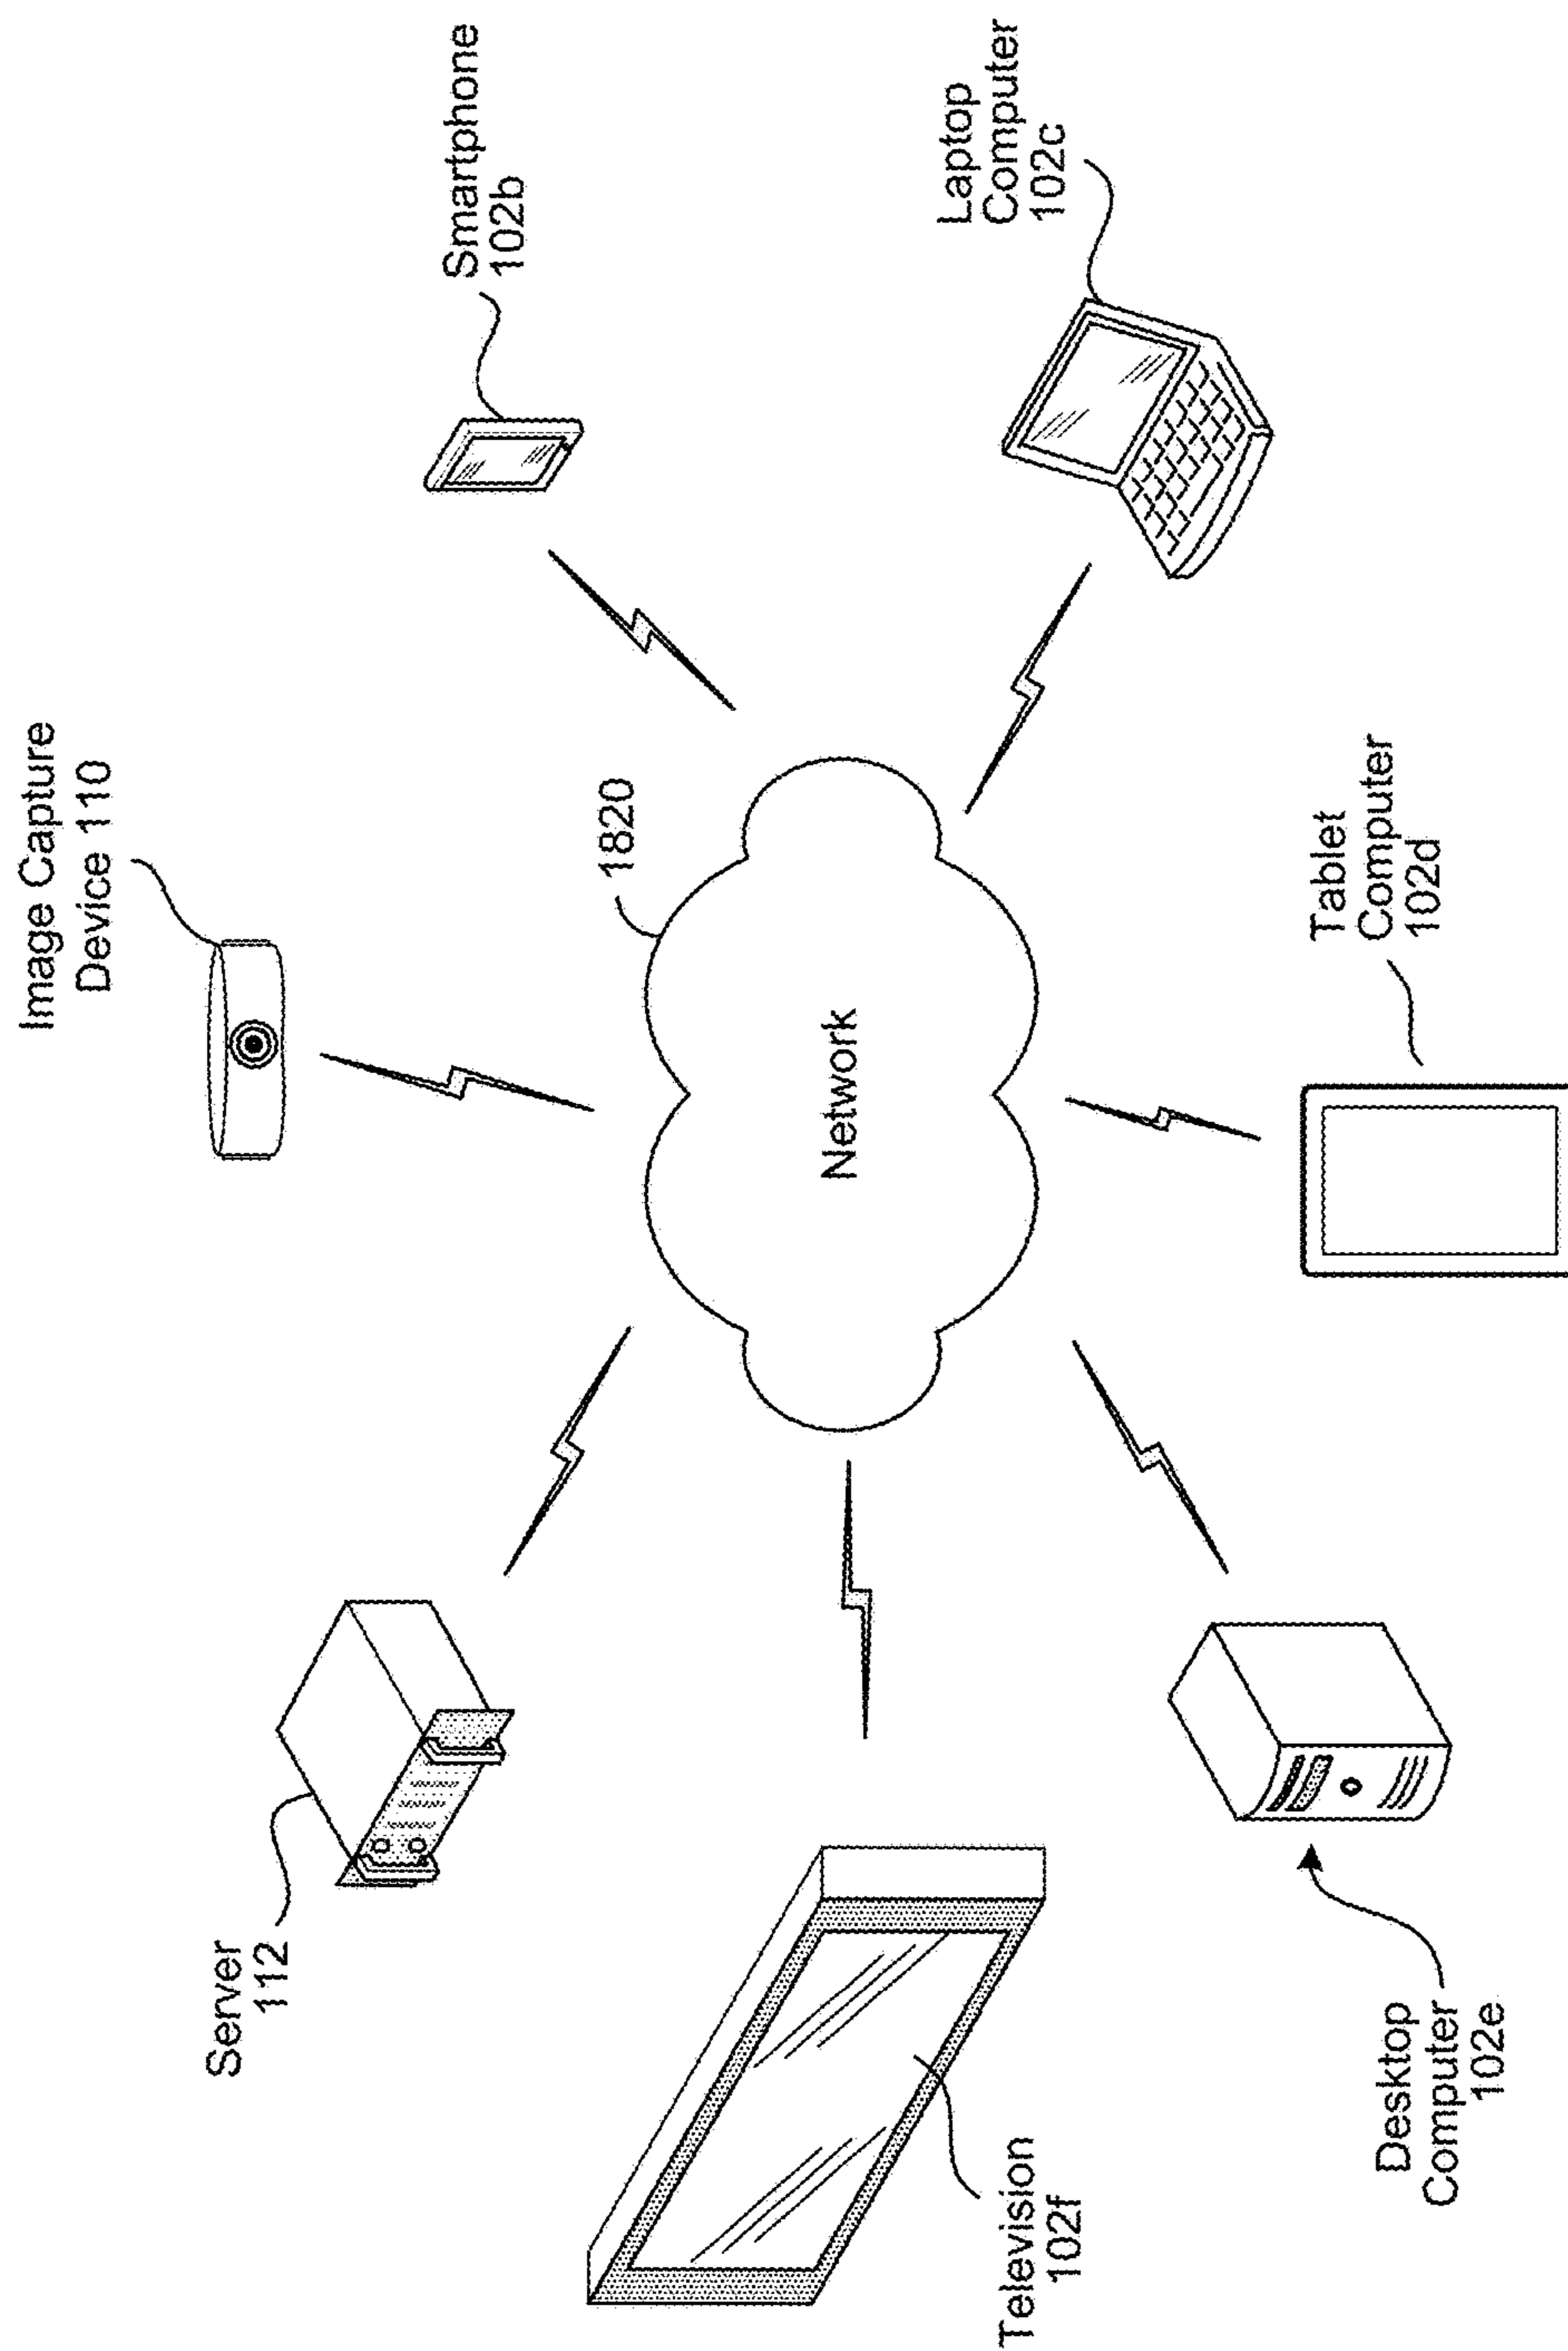 Image Capture
Device 110
Server
112
Smartphone
102b
1820
Network
Television
102f
Laptop
Computer
102c
Desktop
Computer
102e
Tablet
Computer
102d